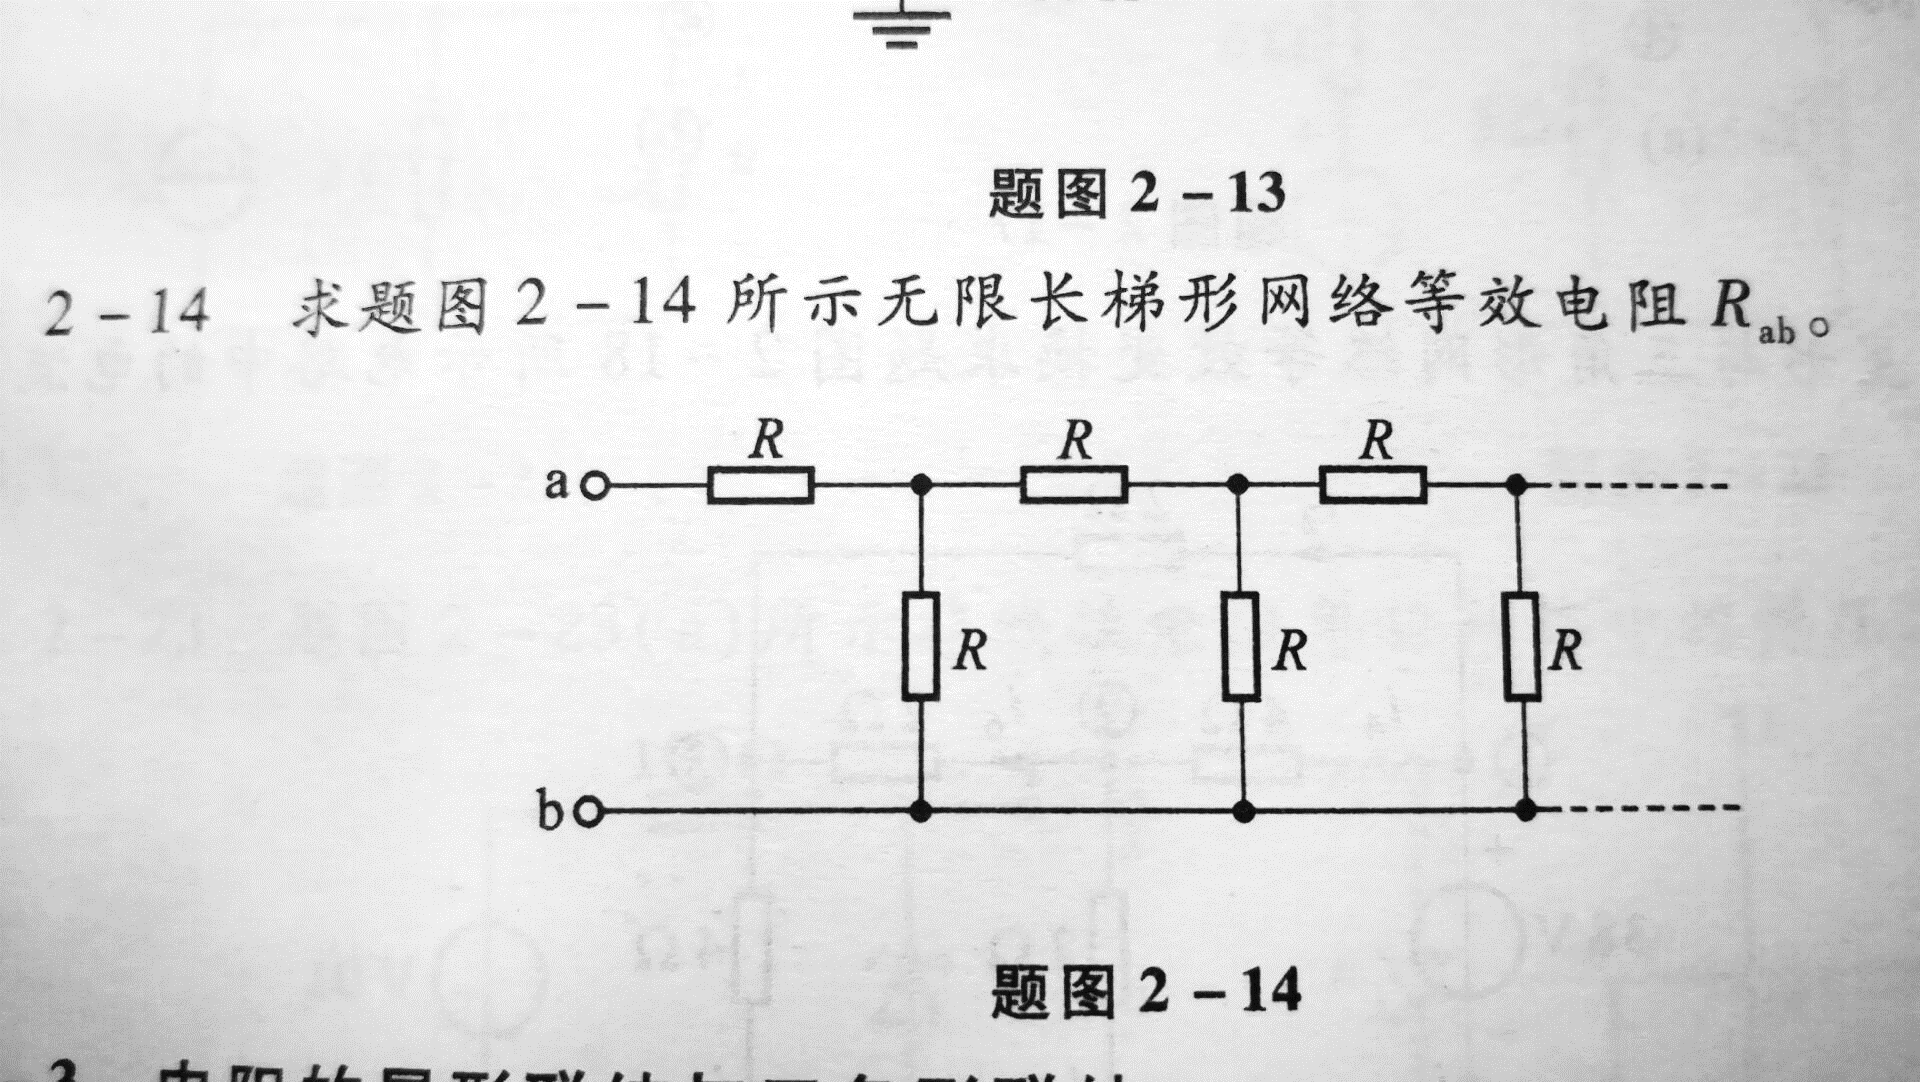 题图 2-13
2-14 求题图 2-14 所示无限长梯形网络等效电阻 R_ab。
R R R
a
R R R
b
题图 2-14